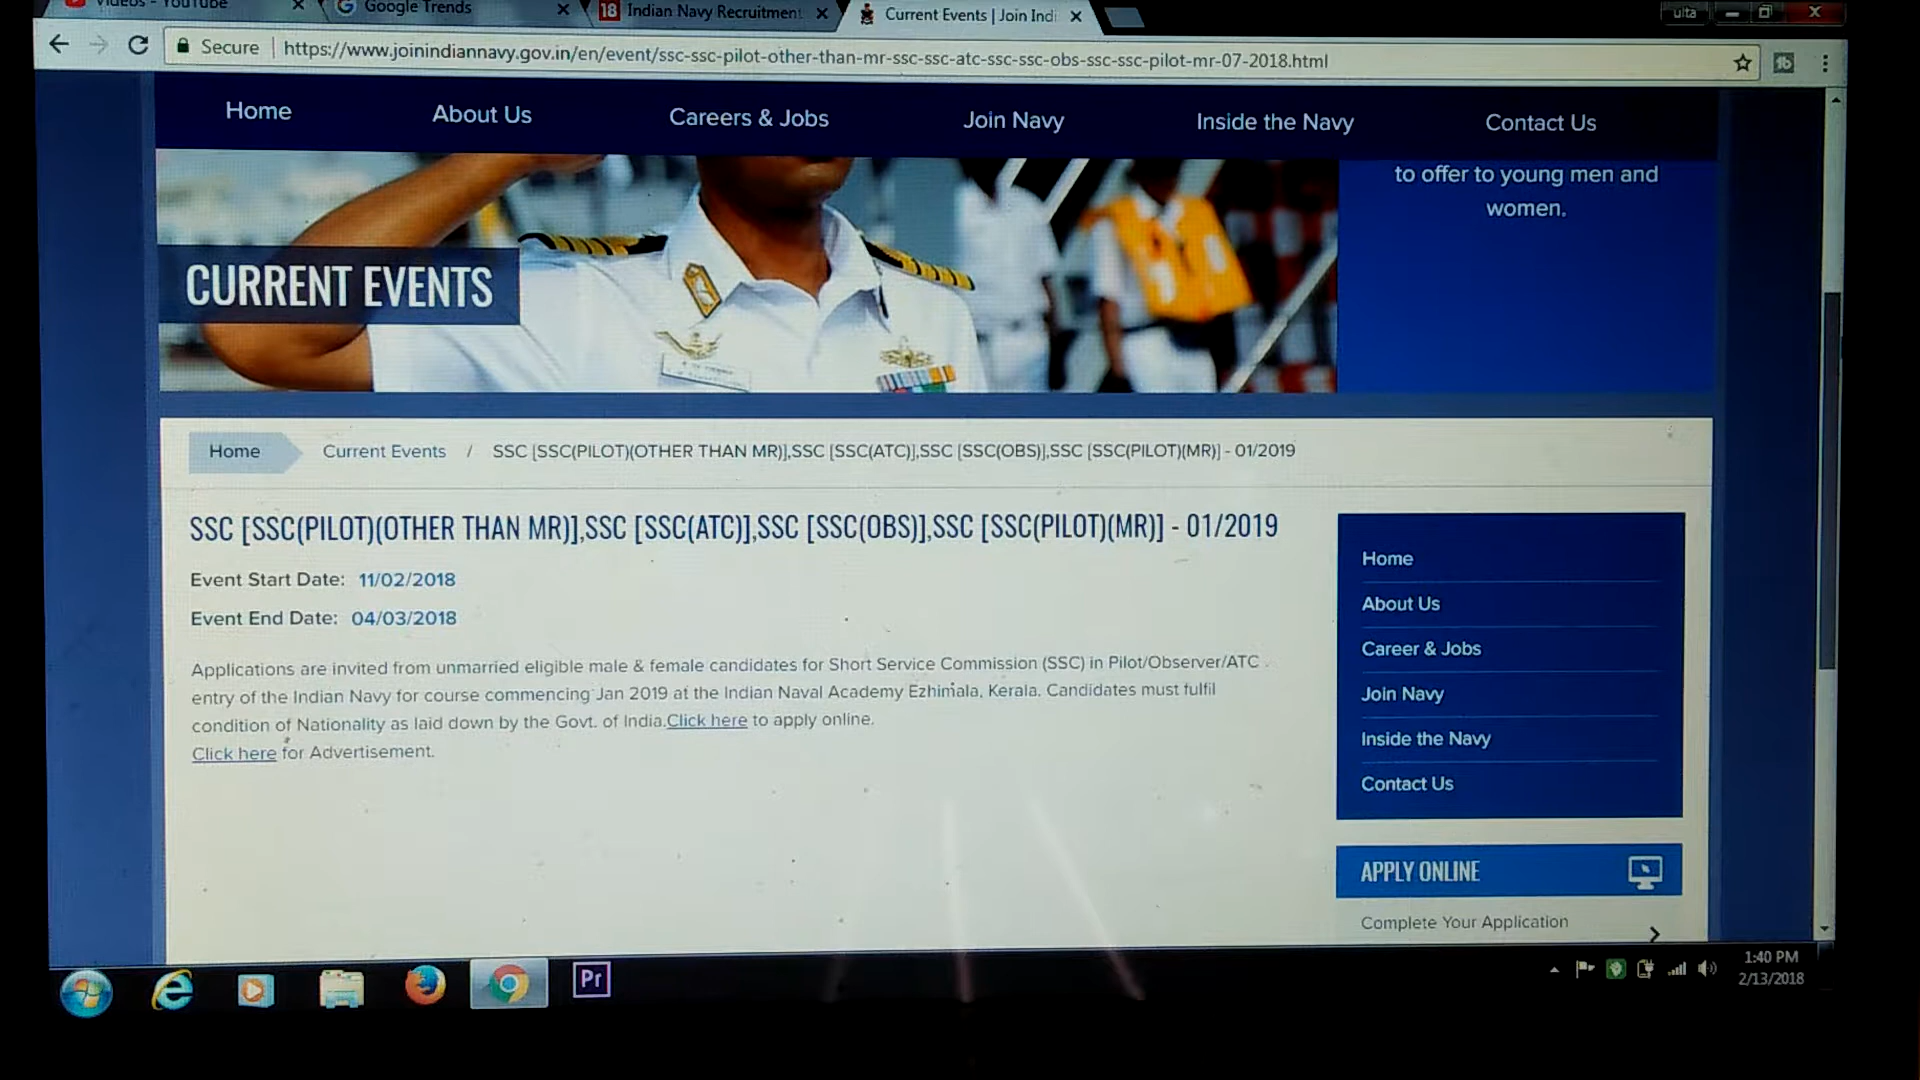 Videos - YouTube
Google Trends
18 Indian Navy Recruitment
Current Events | Join Indi
ulta
Secure https://www.joinindiannavy.gov.in/en/event/ssc-ssc-pilot-other-than-mr-ssc-ssc-atc-ssc-ssc-obs-ssc-ssc-pilot-mr-07-2018.html
Home About Us Careers & Jobs Join Navy Inside the Navy Contact Us
to offer to young men and
women.
CURRENT EVENTS
Home Current Events / SSC [SSC(PILOT)(OTHER THAN MR)],SSC [SSC(ATC)],SSC [SSC(OBS)],SSC [SSC(PILOT)(MR)] - 01/2019
SSC [SSC(PILOT)(OTHER THAN MR)],SSC [SSC(ATC)],SSC [SSC(OBS)],SSC [SSC(PILOT)(MR)] - 01/2019
Event Start Date: 11/02/2018
Event End Date: 04/03/2018
Applications are invited from unmarried eligible male & female candidates for Short Service Commission (SSC) in Pilot/Observer/ATC
entry of the Indian Navy for course commencing Jan 2019 at the Indian Naval Academy Ezhimala, Kerala. Candidates must fulfil
condition of Nationality as laid down by the Govt. of India.Click here to apply online.
Click here for Advertisement.
Home
About Us
Career & Jobs
Join Navy
Inside the Navy
Contact Us
APPLY ONLINE
Complete Your Application
Pr
1:40 PM
2/13/2018